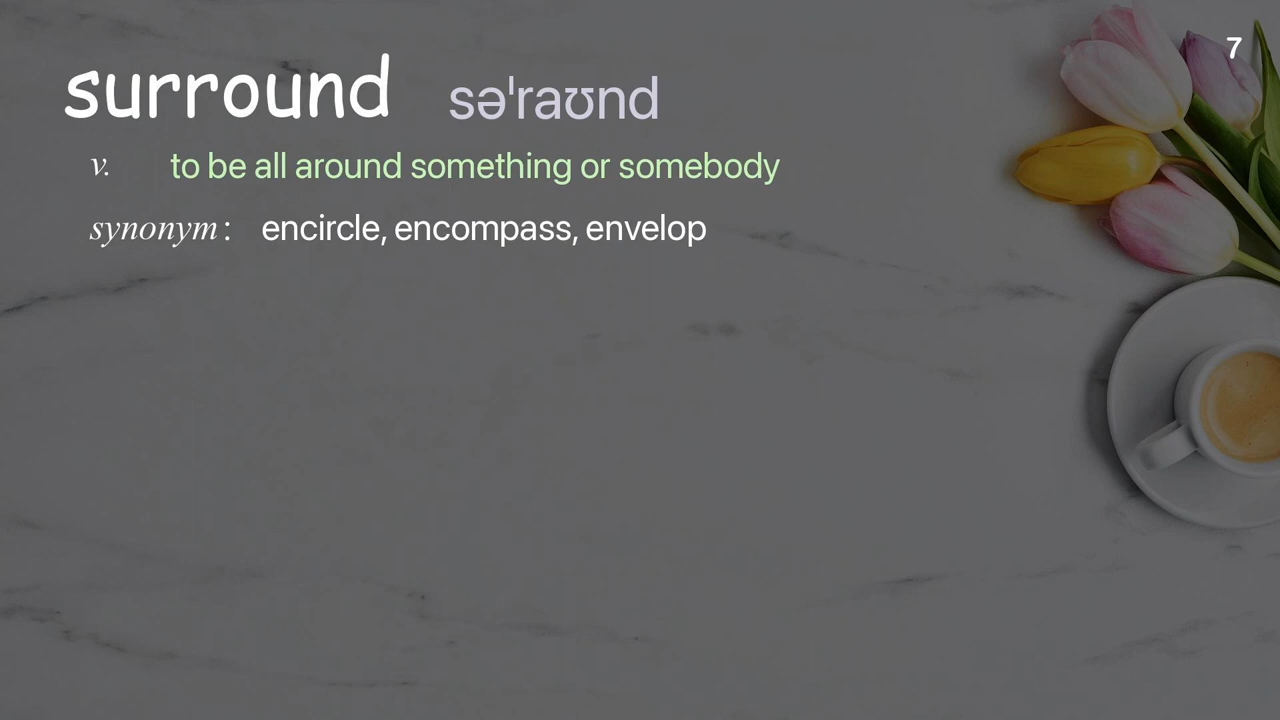 7
surround səˈraʊnd
v. to be all around something or somebody
synonym : encircle, encompass, envelop